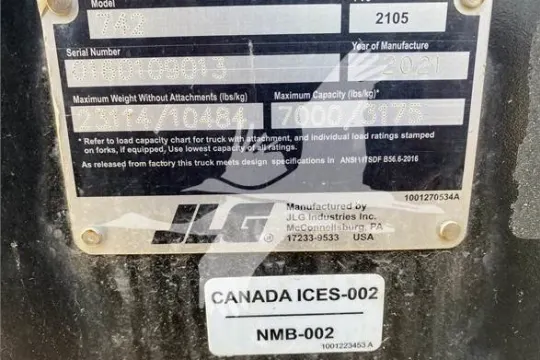 Model
742
2105
Serial Number
Year of Manufacture
2021
Maximum Weight Without Attachments (lbs/kg)
Maximum Capacity (lbs/kg)
23114/10484
7000/3175
* Refer to load capacity chart for truck with attachment, and individual load ratings stamped
on forks, if equipped. Use lowest capacity of all ratings.
As released from factory this truck meets design specifications in ANSI/ITSDF B56.6-2016
1001270534A
JLG
Manufactured by
JLG Industries Inc.
McConnellsburg, PA
17233-9533 USA
CANADA ICES-002
NMB-002
1001223453 A